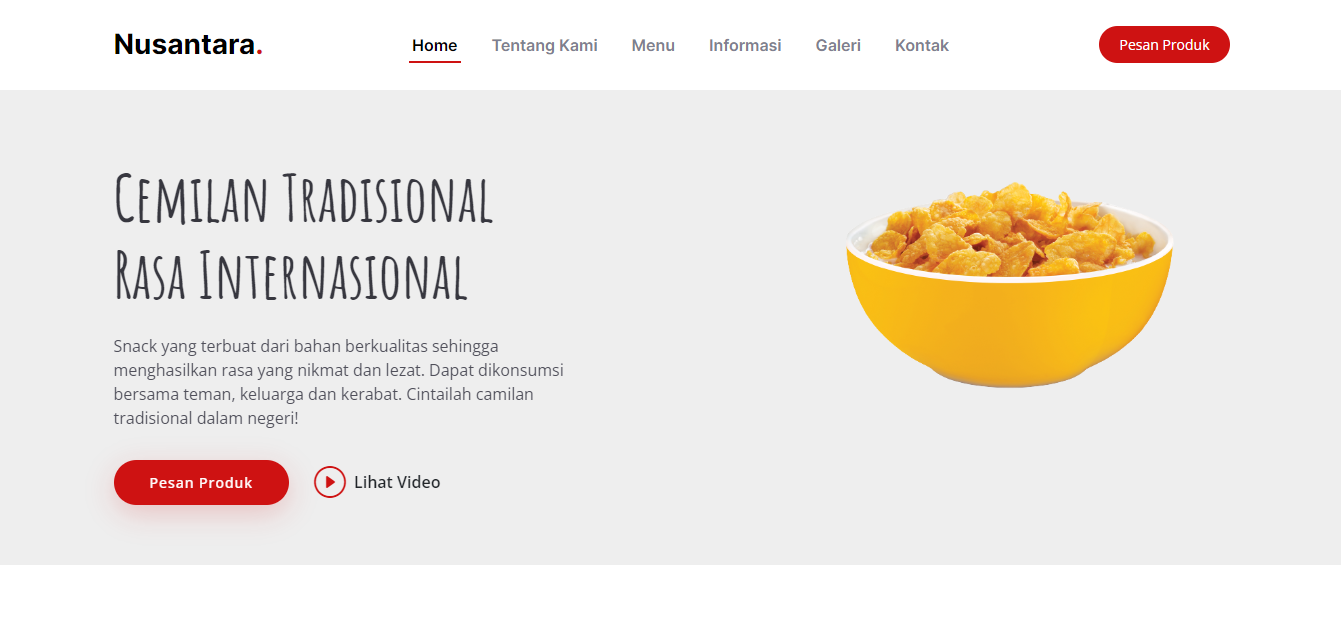 Nusantara.
Home Tentang Kami Menu Informasi Galeri Kontak
Pesan Produk
Cemilan Tradisional
Rasa Internasional
Snack yang terbuat dari bahan berkualitas sehingga
menghasilkan rasa yang nikmat dan lezat. Dapat dikonsumsi
bersama teman, keluarga dan kerabat. Cintailah camilan
tradisional dalam negeri!
Pesan Produk
Lihat Video